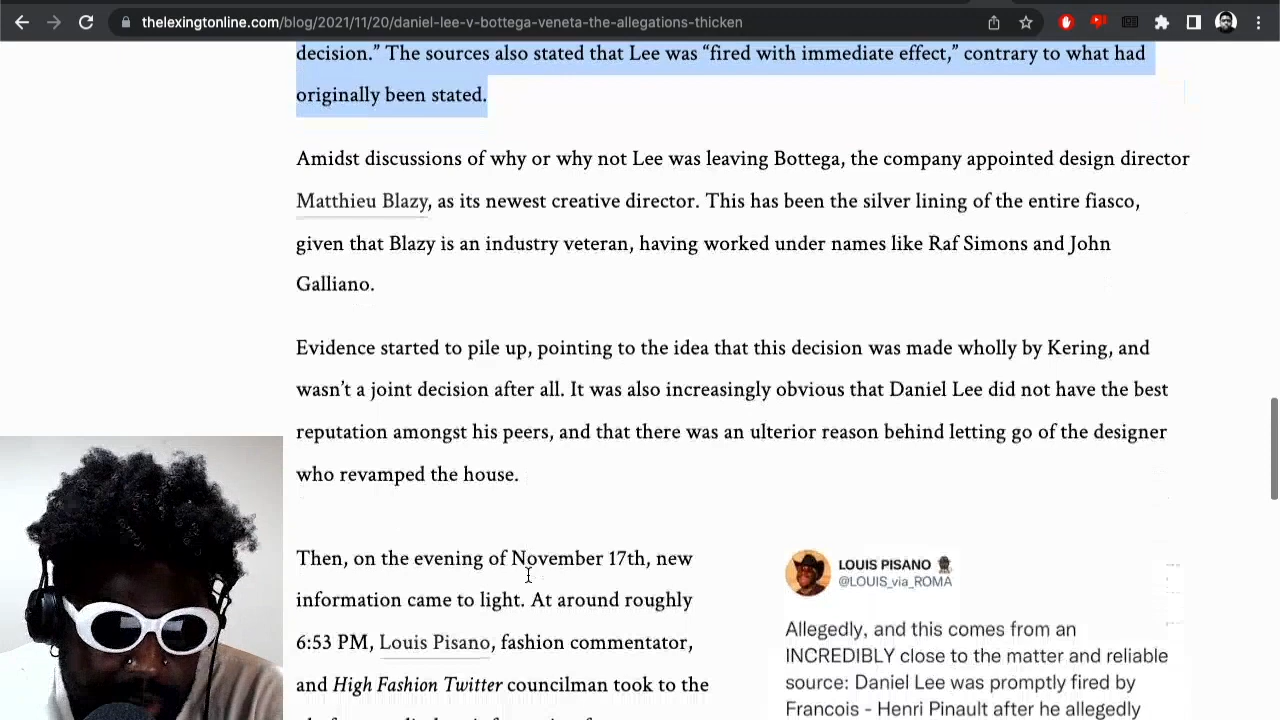 thelexingtonline.com/blog/2021/11/20/daniel-lee-v-bottega-veneta-the-allegations-thicken
decision.” The sources also stated that Lee was “fired with immediate effect,” contrary to what had
originally been stated.
Amidst discussions of why or why not Lee was leaving Bottega, the company appointed design director
Matthieu Blazy, as its newest creative director. This has been the silver lining of the entire fiasco,
given that Blazy is an industry veteran, having worked under names like Raf Simons and John
Galliano.
Evidence started to pile up, pointing to the idea that this decision was made wholly by Kering, and
wasn’t a joint decision after all. It was also increasingly obvious that Daniel Lee did not have the best
reputation amongst his peers, and that there was an ulterior reason behind letting go of the designer
who revamped the house.
Then, on the evening of November 17th, new
information came to light. At around roughly
6:53 PM, Louis Pisano, fashion commentator,
and High Fashion Twitter councilman took to the
LOUIS PISANO
@LOUIS_via_ROMA
Allegedly, and this comes from an
INCREDIBLY close to the matter and reliable
source: Daniel Lee was promptly fired by
Francois - Henri Pinault after he allegedly